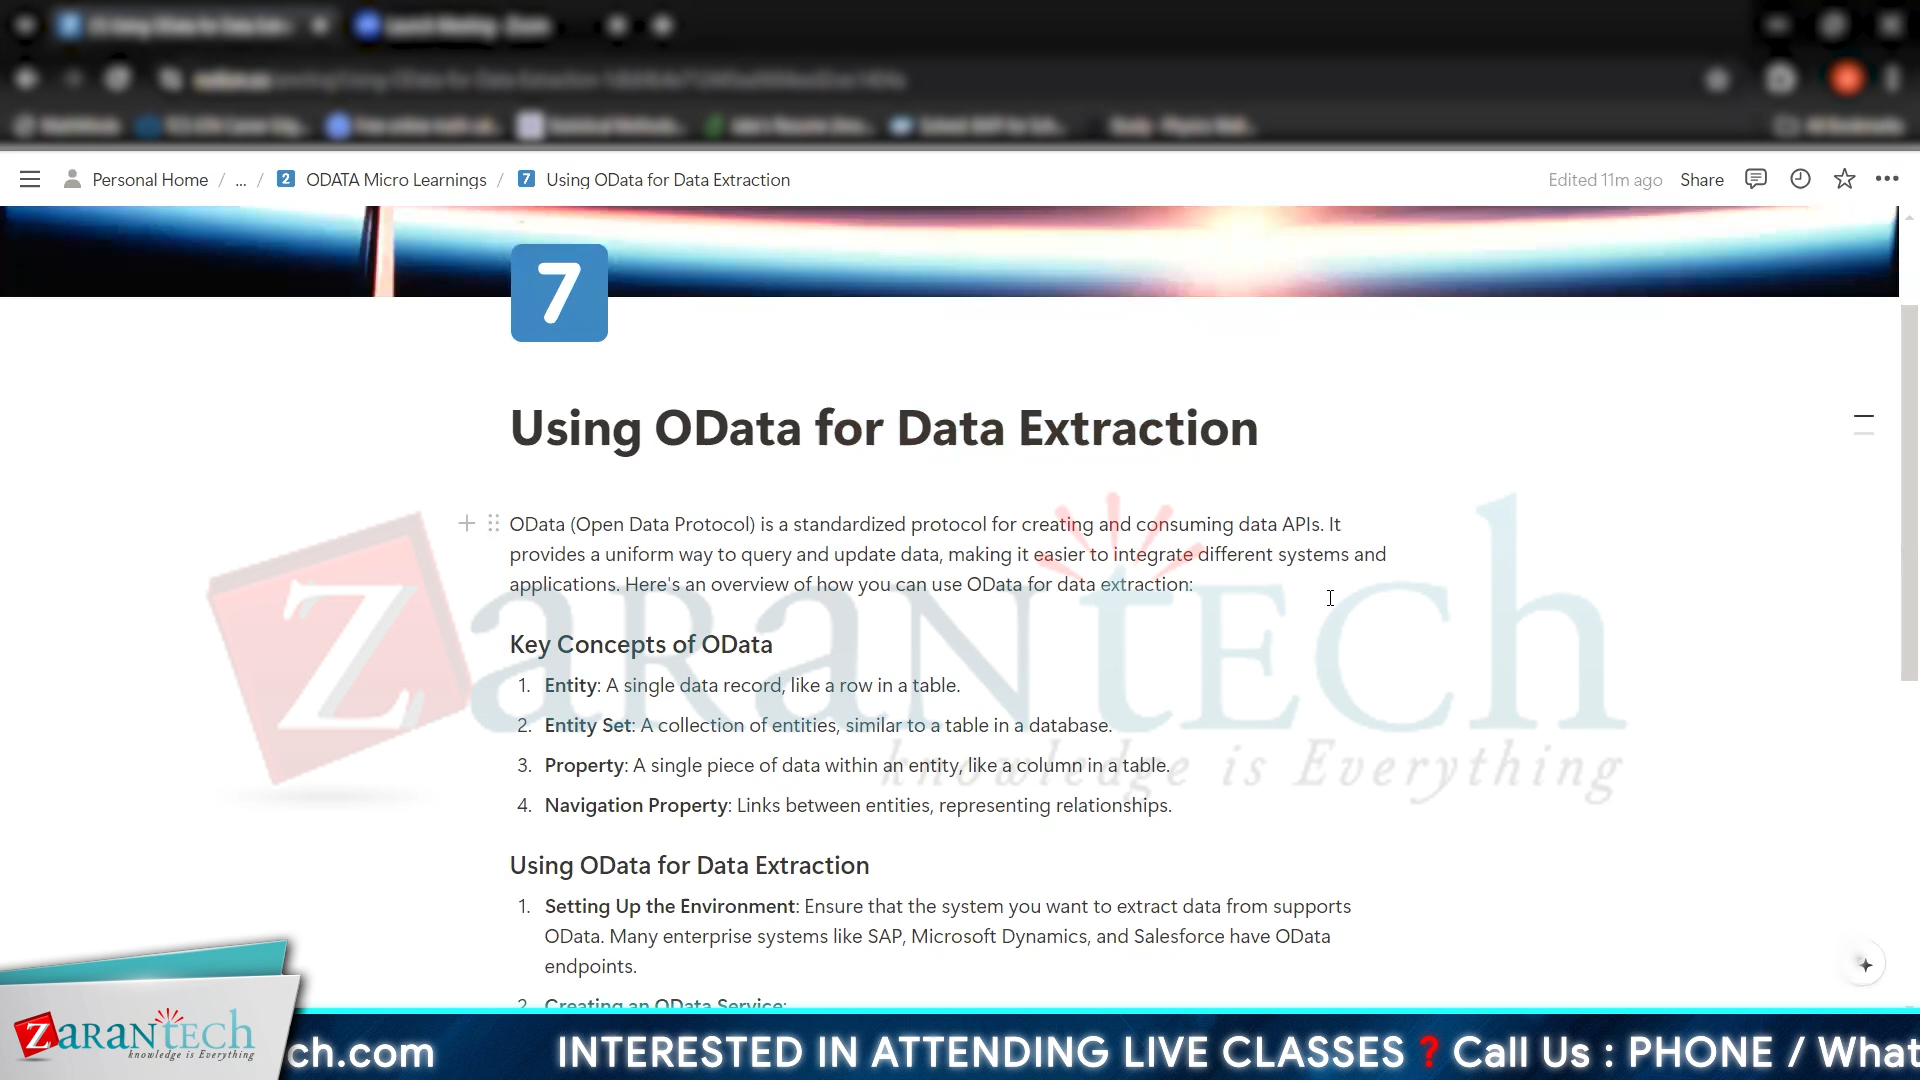 Personal Home / ... / 2 ODATA Micro Learnings / 7 Using OData for Data Extraction
Edited 11m ago Share
7
Using OData for Data Extraction
OData (Open Data Protocol) is a standardized protocol for creating and consuming data APIs. It
provides a uniform way to query and update data, making it easier to integrate different systems and
applications. Here's an overview of how you can use OData for data extraction:
Key Concepts of OData
1. Entity: A single data record, like a row in a table.
2. Entity Set: A collection of entities, similar to a table in a database.
3. Property: A single piece of data within an entity, like a column in a table.
4. Navigation Property: Links between entities, representing relationships.
Using OData for Data Extraction
1. Setting Up the Environment: Ensure that the system you want to extract data from supports
OData. Many enterprise systems like SAP, Microsoft Dynamics, and Salesforce have OData
endpoints.
2. Creating an OData Service:
ZaranTech
knowledge is Everything
ZaranTech
knowledge is Everything
ch.com INTERESTED IN ATTENDING LIVE CLASSES ? Call Us : PHONE / What